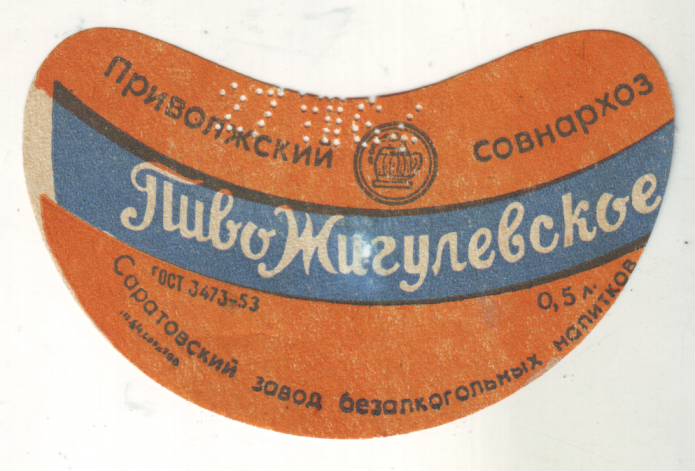 Приволжский совнархоз
Пиво Жигулевское
ГОСТ 3473-53
0,5 л.
Саратовский завод безалкогольных напитков